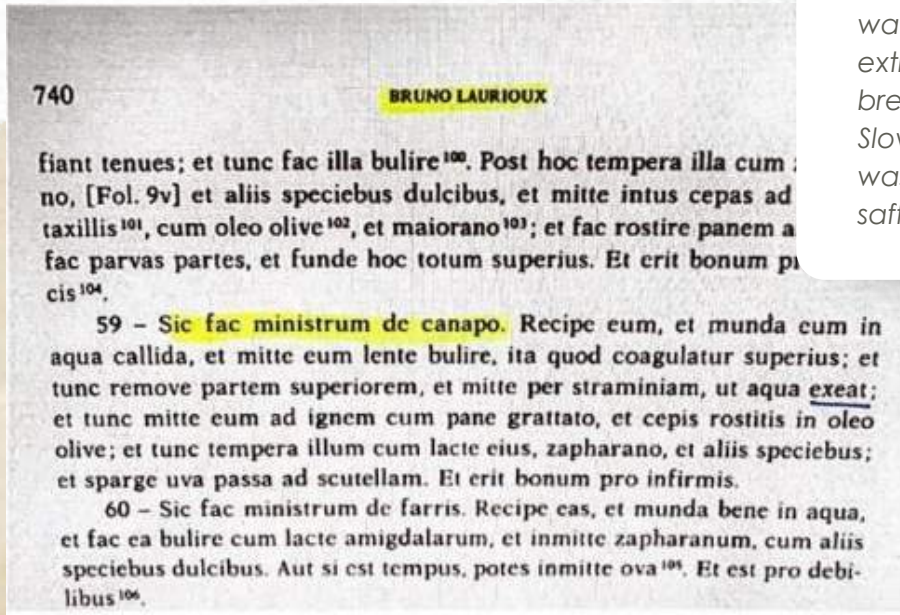 740
BRUNO LAURIOUX
fiant tenues; et tunc fac illa bulire¹⁰⁰. Post hoc tempera illa cum
no, [Fol. 9v] et aliis speciebus dulcibus, et mitte intus cepas ad
taxillis¹⁰¹, cum oleo olive¹⁰², et maiorano¹⁰³; et fac rostire panem a
fac parvas partes, et funde hoc totum superius. Et erit bonum
cis¹⁰⁴.
59 – Sic fac ministrum de canapo. Recipe eum, et munda eum in
aqua callida, et mitte eum lente bulire, ita quod coagulatur superius; et
tunc remove partem superiorem, et mitte per straminiam, ut aqua exeat;
et tunc mitte eum ad ignem cum pane grattato, et cepis rostitis in oleo
olive; et tunc tempera illum cum lacte eius, zapharano, et aliis speciebus;
et sparge uva passa ad scutellam. Et erit bonum pro infirmis.
60 – Sic fac ministrum de farris. Recipe eas, et munda bene in aqua,
et fac ea bulire cum lacte amigdalarum, et inmitte zapharanum, cum aliis
speciebus dulcibus. Aut si est tempus, potes inmitte ova¹⁰⁵. Et est pro debi-
libus¹⁰⁶.
wa
ext
bre
Slov
wa
saf